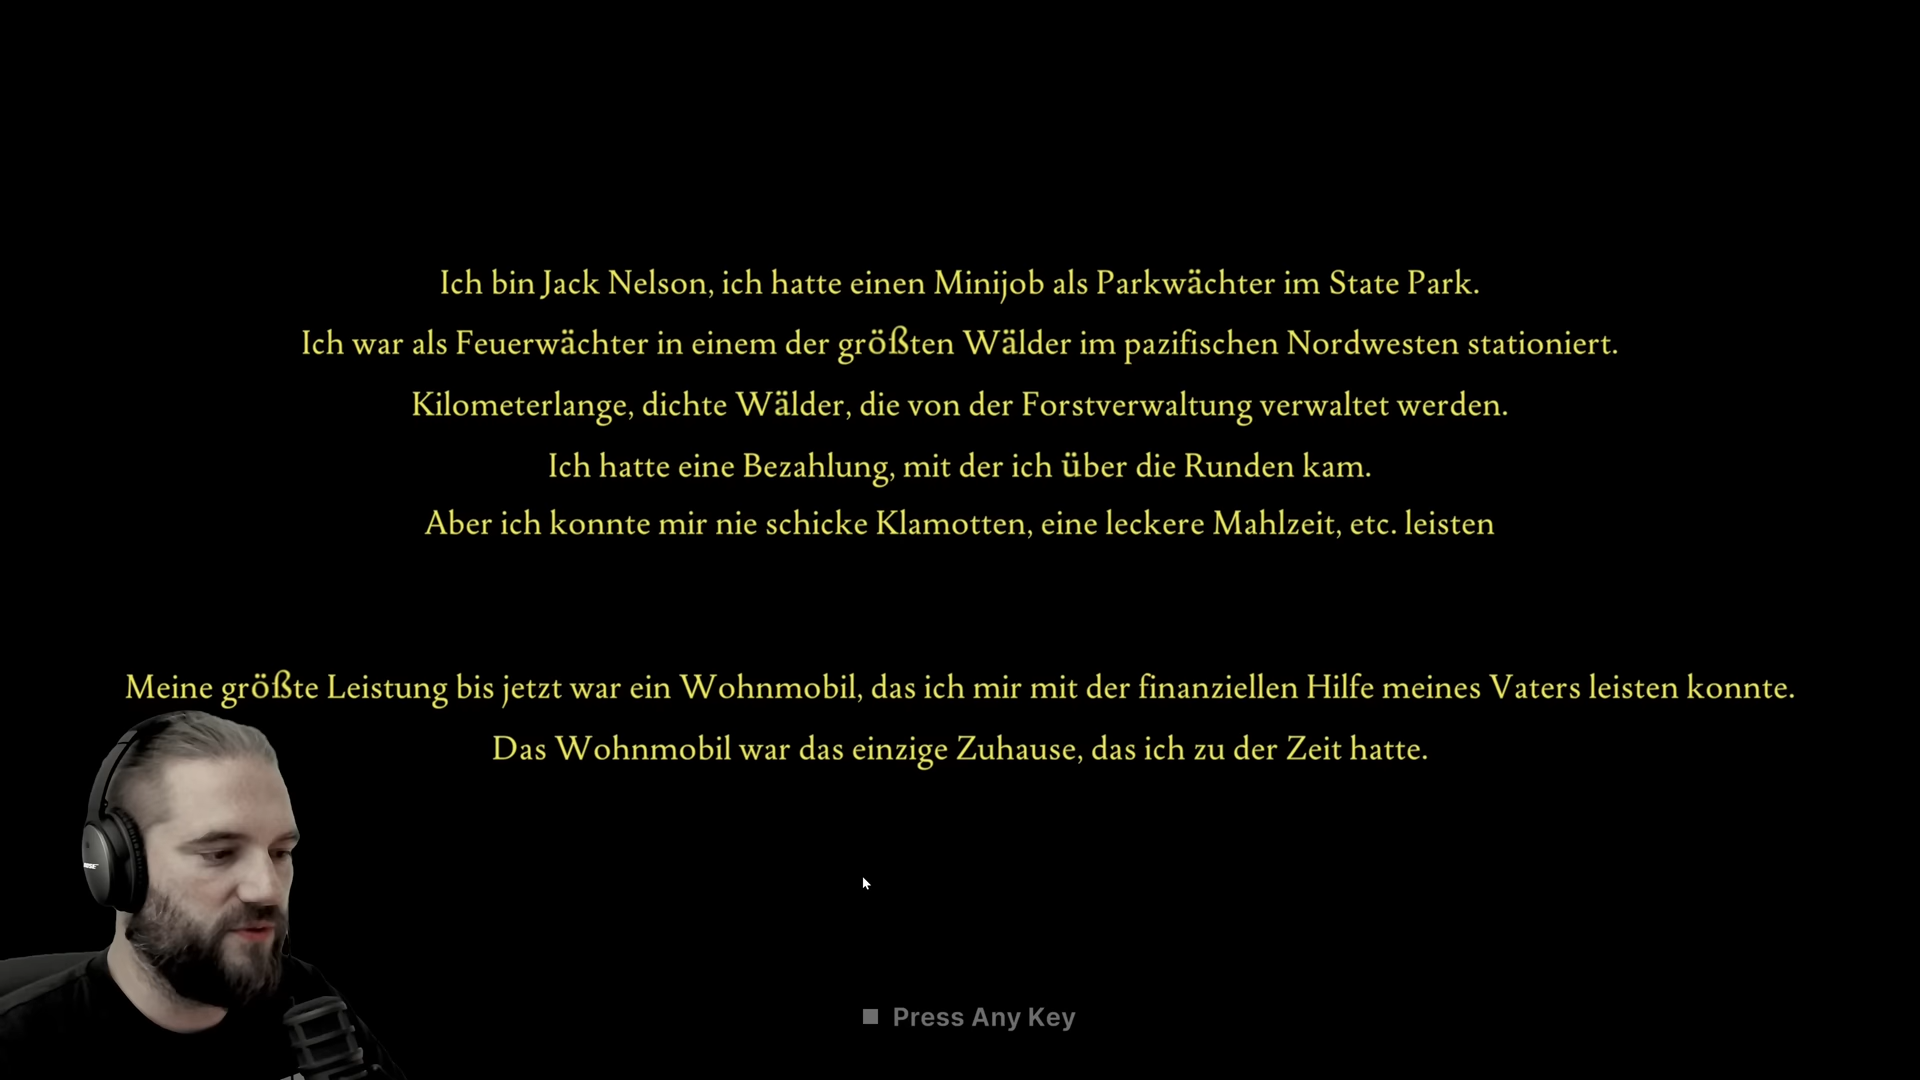 Ich bin Jack Nelson, ich hatte einen Minijob als Parkwächter im State Park.
Ich war als Feuerwächter in einem der größten Wälder im pazifischen Nordwesten stationiert.
Kilometerlange, dichte Wälder, die von der Forstverwaltung verwaltet werden.
Ich hatte eine Bezahlung, mit der ich über die Runden kam.
Aber ich konnte mir nie schicke Klamotten, eine leckere Mahlzeit, etc. leisten
Meine größte Leistung bis jetzt war ein Wohnmobil, das ich mir mit der finanziellen Hilfe meines Vaters leisten konnte.
Das Wohnmobil war das einzige Zuhause, das ich zu der Zeit hatte.
BOSE
Press Any Key